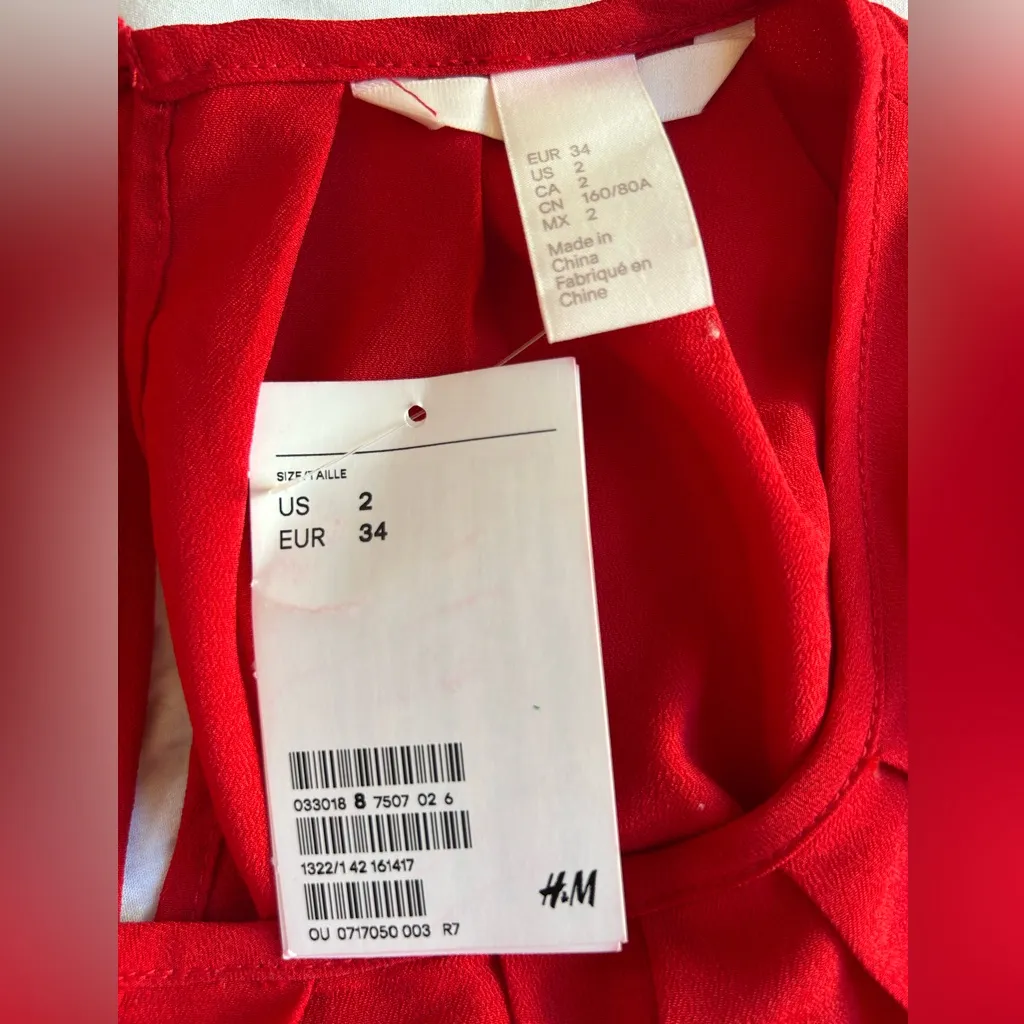 EUR 34
US 2
CA 2
CN 160/80A
MX 2
Made in
China
Fabriqué en
Chine
SIZE/TAILLE
US 2
EUR 34
033018 8 7507 02 6
1322/1 42 161417
H&M
OU 0717050 003 R7